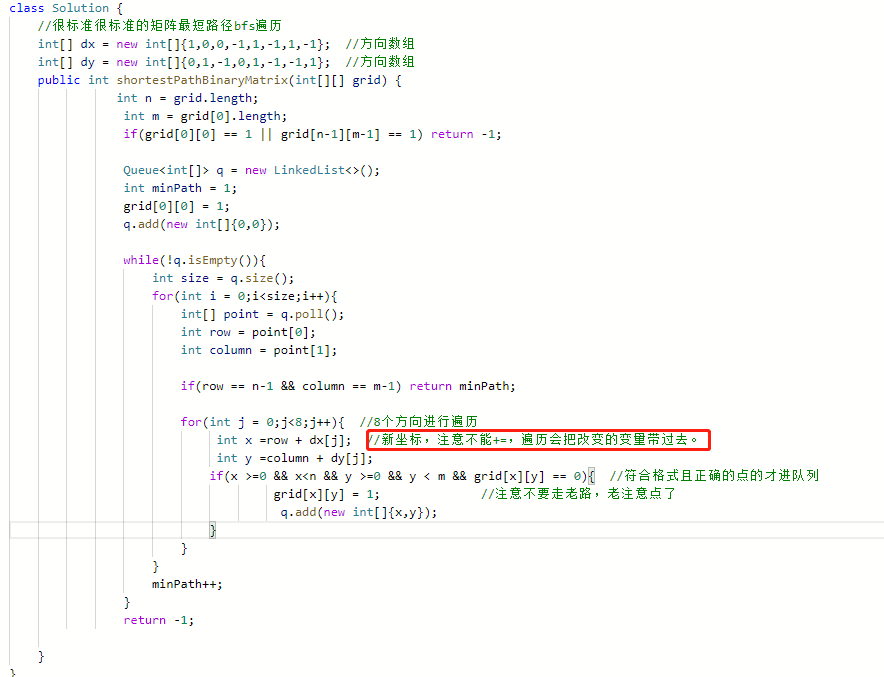 class Solution {
//很标准很标准的矩阵最短路径bfs遍历
int[] dx = new int[]{1,0,0,-1,1,-1,1,-1};  //方向数组
int[] dy = new int[]{0,1,-1,0,1,-1,-1,1};  //方向数组
public int shortestPathBinaryMatrix(int[][] grid) {
int n = grid.length;
int m = grid[0].length;
if(grid[0][0] == 1 || grid[n-1][m-1] == 1) return -1;
Queue<int[]> q = new LinkedList<>();
int minPath = 1;
grid[0][0] = 1;
q.add(new int[]{0,0});
while(!q.isEmpty()){
int size = q.size();
for(int i = 0;i<size;i++){
int[] point = q.poll();
int row = point[0];
int column = point[1];
if(row == n-1 && column == m-1) return minPath;
for(int j = 0;j<8;j++){  //8个方向进行遍历
int x =row + dx[j];  //新坐标，注意不能+=，遍历会把改变的变量带过去。
int y =column + dy[j];
if(x >=0 && x<n && y >=0 && y < m && grid[x][y] == 0){  //符合格式且正确的点的才进队列
grid[x][y] = 1;  //注意不要走老路，老注意点了
q.add(new int[]{x,y});
}
}
}
minPath++;
}
return -1;
}
}